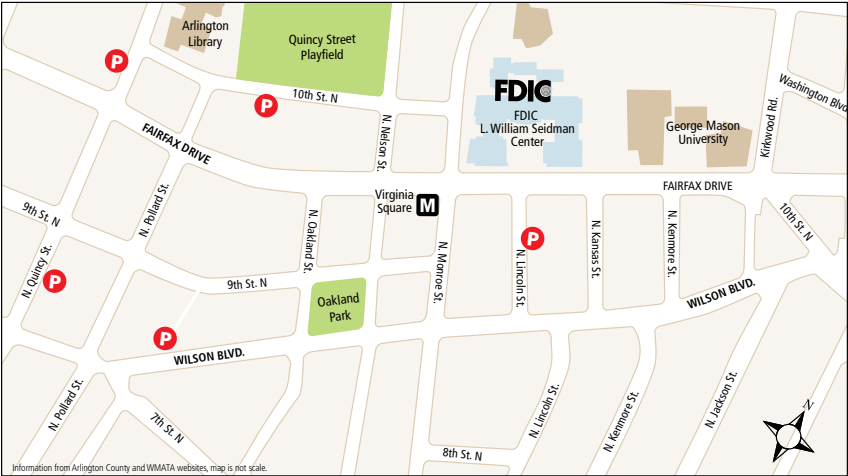 Arlington
Library
Quincy Street
Playfield
P
P
10th St. N
FDIC
FDIC
L. William Seidman
Center
George Mason
University
Kirkwood Rd.
Washington Blvd
FAIRFAX DRIVE
N. Nelson St.
Virginia
Square
M
FAIRFAX DRIVE
9th St. N
N. Pollard St.
N. Oakland St.
N. Monroe St.
N. Lincoln St.
P
N. Kansas St.
N. Kenmore St.
10th St. N
N. Quincy St.
P
9th St. N
Oakland
Park
WILSON BLVD.
P
WILSON BLVD.
N. Pollard St.
7th St. N
8th St. N
N. Lincoln St.
N. Kenmore St.
N. Jackson St.
N
Information from Arlington County and WMATA websites, map is not scale.